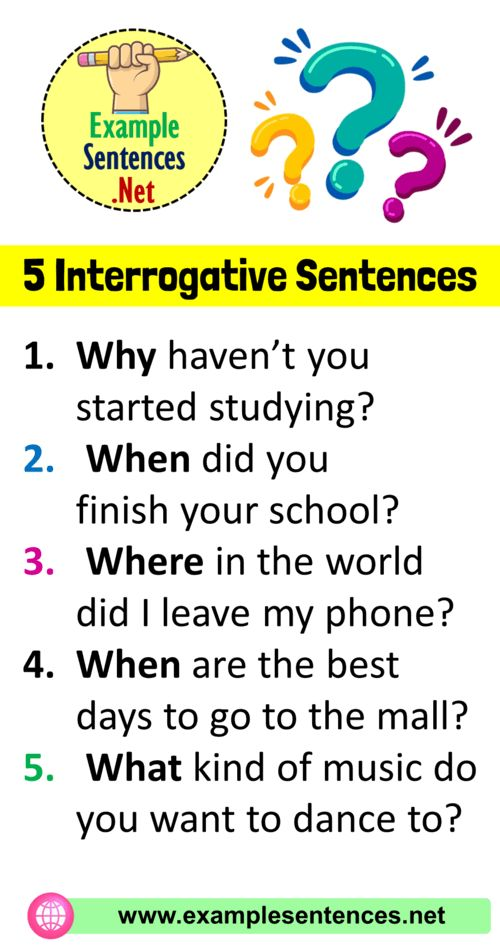 Example
Sentences
.Net
5 Interrogative Sentences
1. Why haven’t you
started studying?
2. When did you
finish your school?
3. Where in the world
did I leave my phone?
4. When are the best
days to go to the mall?
5. What kind of music do
you want to dance to?
www.examplesentences.net